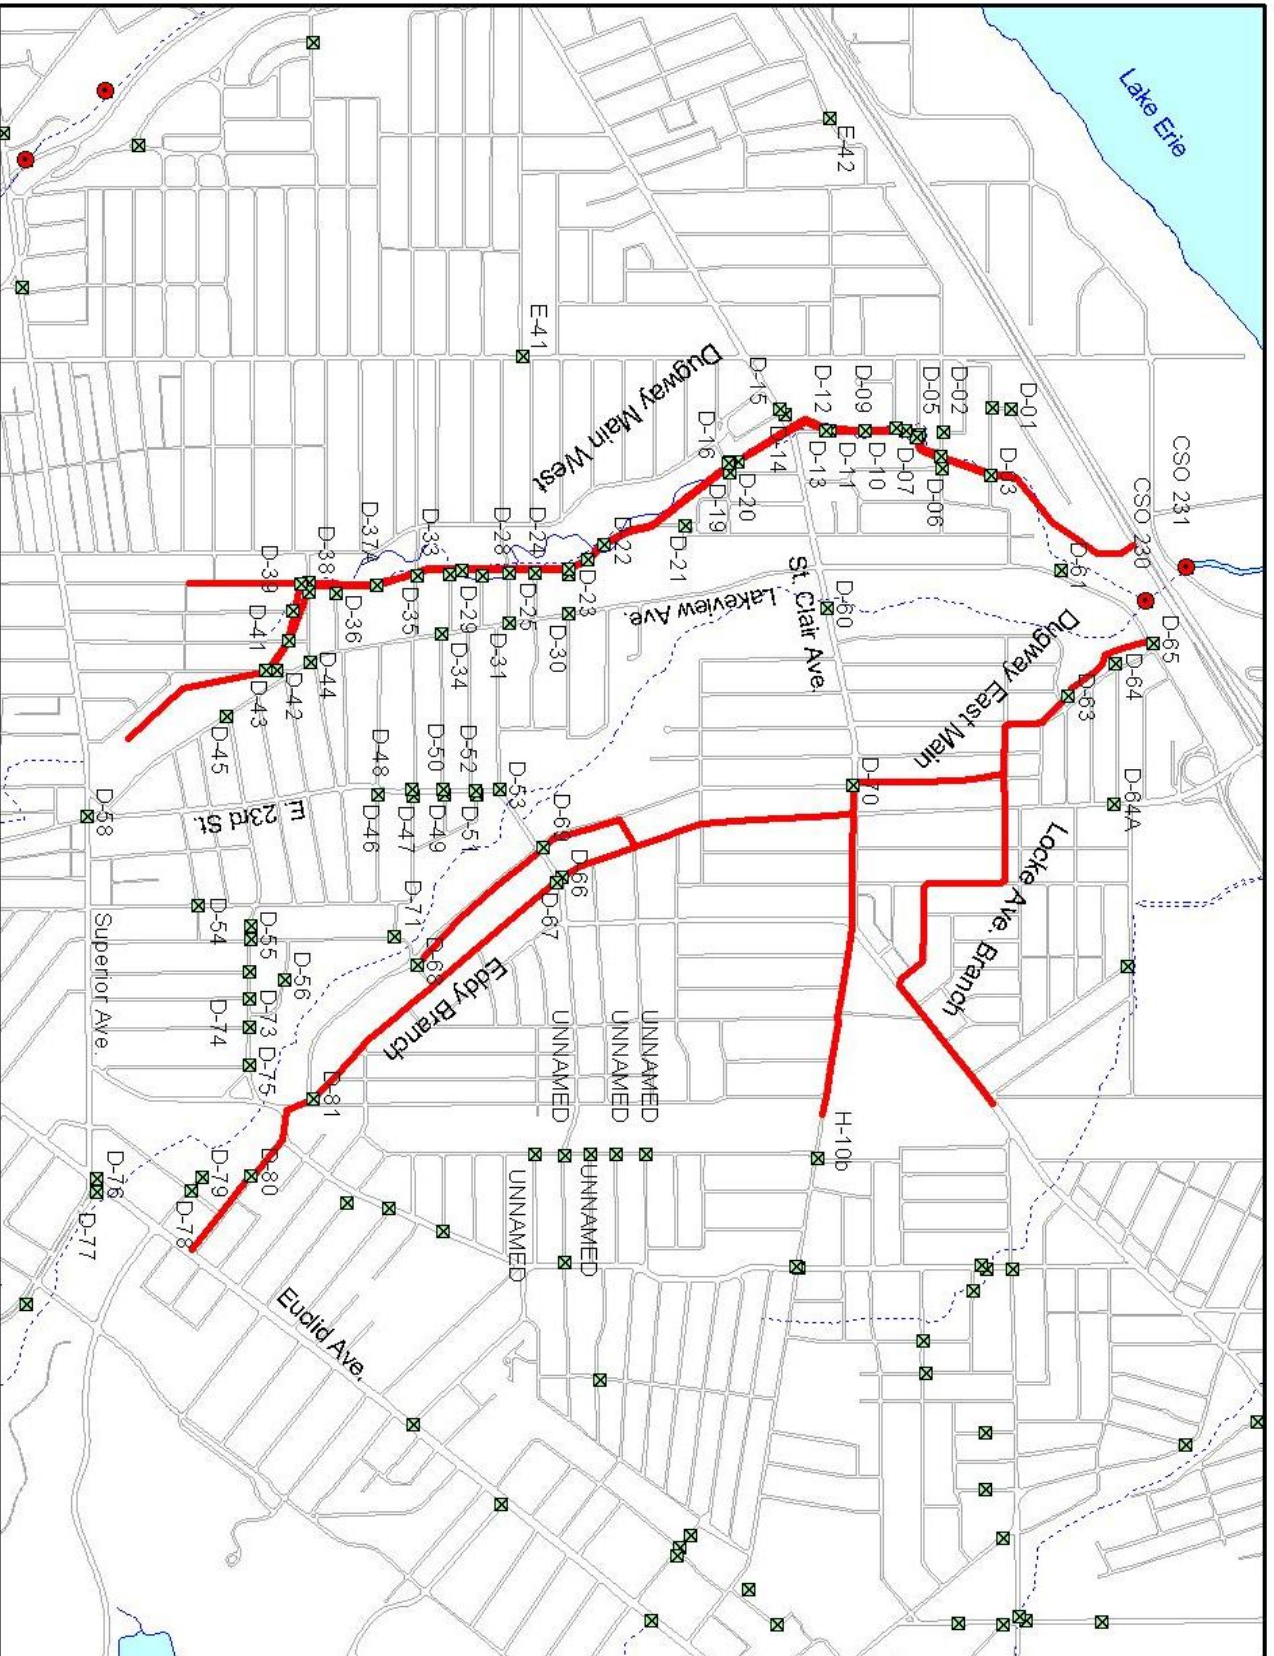 Lake Erie
E-42
E-41
CSO 231
CSO 230
D-01
D-02
D-03
D-05
D-06
D-07
D-09
D-10
D-11
D-12
D-13
D-14
D-15
D-16
D-19
D-20
D-21
Dugway Main West
D-61
D-60
St. Clair Ave.
Lakeview Ave.
D-22
D-23
D-24
D-25
D-28
D-29
D-30
D-31
D-33
D-34
D-35
D-36
D-37A
D-38
D-39
D-41
D-42
D-43
D-44
D-45
D-65
D-64
D-63
Dugway East Main
D-64A
D-70
Locke Ave. Branch
D-53
D-52
D-51
D-50
D-49
D-48
D-47
D-46
E. 23rd St.
D-58
D-69
D-66
D-67
D-71
D-68
Eddy Branch
D-54
D-55
D-56
D-73
D-74
D-75
Superior Ave.
UNNAMED
UNNAMED
UNNAMED
D-81
H-10b
UNNAMED
UNNAMED
D-80
D-79
D-78
D-76
D-77
Euclid Ave.